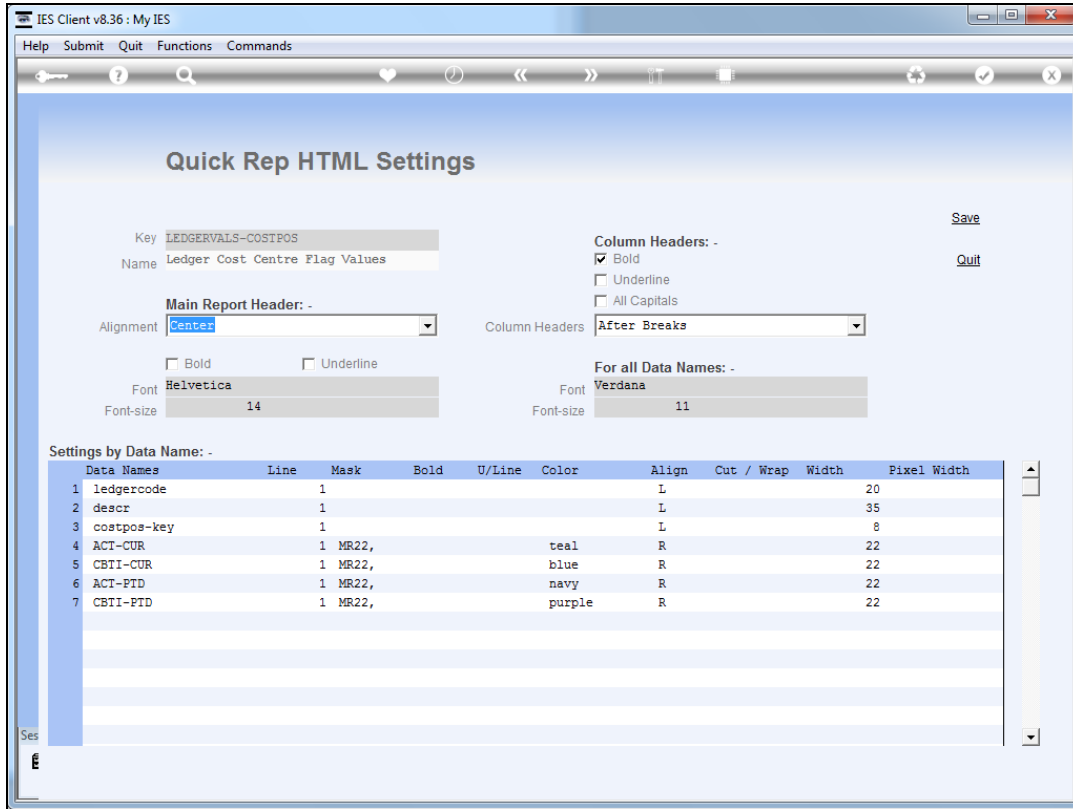 IES Client v8.36 : My IES
Help Submit Quit Functions Commands
Quick Rep HTML Settings
Save
Key LEDGERVALS-COSTPOS
Column Headers: -
Name Ledger Cost Centre Flag Values
Bold
Quit
Underline
Main Report Header: -
All Capitals
Alignment Center
Column Headers After Breaks
Bold Underline
For all Data Names: -
Font Helvetica
Font Verdana
Font-size 14
Font-size 11
Settings by Data Name: -
Data Names Line Mask Bold U/Line Color Align Cut / Wrap Width Pixel Width
1 ledgercode 1 L 20
2 descr 1 L 35
3 costpos-key 1 L 8
4 ACT-CUR 1 MR22, teal R 22
5 CBTI-CUR 1 MR22, blue R 22
6 ACT-PTD 1 MR22, navy R 22
7 CBTI-PTD 1 MR22, purple R 22
Ses